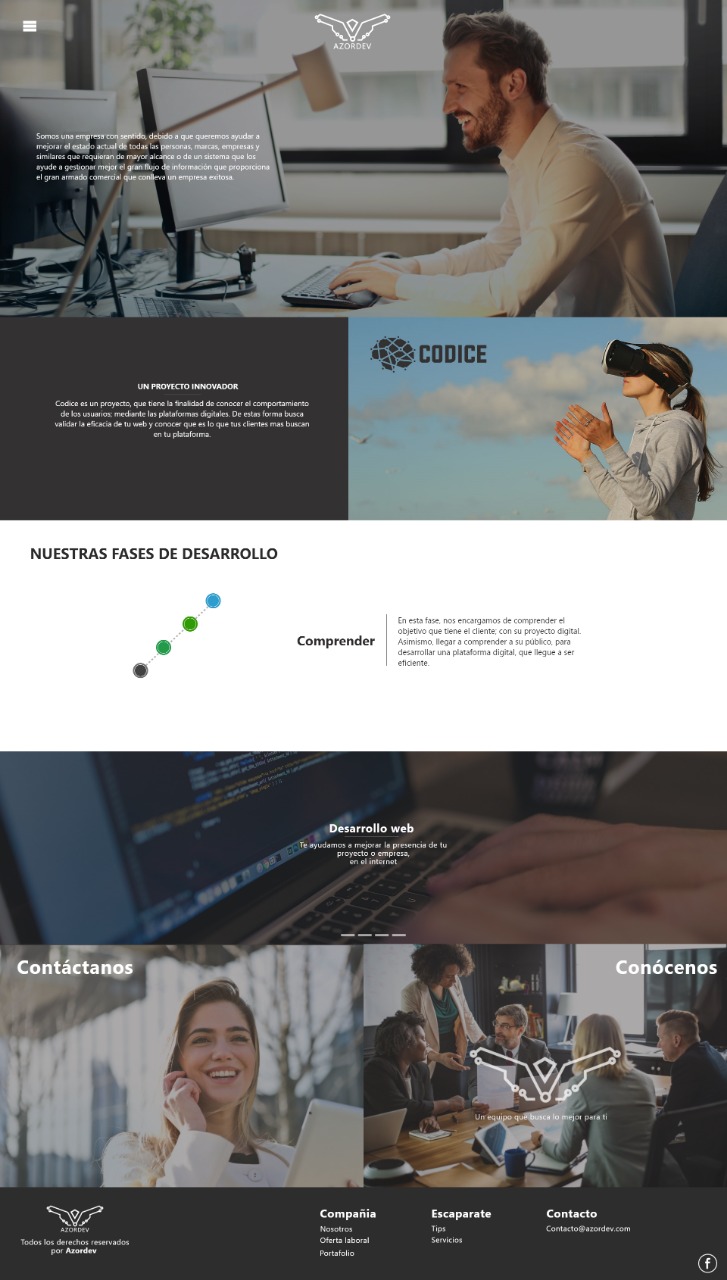 AZORDEV
Somos una empresa con sentido, debido a que queremos ayudar a
mejorar el estado actual de todas las personas, marcas, empresas y
similares que requieran de mayor alcance o de un sistema que los
ayude a gestionar mejor el gran flujo de información que proporciona
el gran armado comercial que conlleva un empresa exitosa.
UN PROYECTO INNOVADOR
Codice es un proyecto, que tiene la finalidad de conocer el comportamiento
de los usuarios; mediante las plataformas digitales. De estas forma busca
validar la eficacia de tu web y conocer que es lo que tus clientes mas buscan
en tu plataforma.
CODICE
NUESTRAS FASES DE DESARROLLO
Comprender
En esta fase, nos encargamos de comprender el
objetivo que tiene el cliente; con su proyecto digital.
Asimismo, llegar a comprender a su público, para
desarrollar una plataforma digital, que llegue a ser
eficiente.
Desarrollo web
Te ayudamos a mejorar la presencia de tu
proyecto o empresa,
en el internet
Contáctanos
Conócenos
Un equipo que busca lo mejor para ti
AZORDEV
Todos los derechos reservados
por Azordev
Compañia
Nosotros
Oferta laboral
Portafolio
Escaparate
Tips
Servicios
Contacto
Contacto@azordev.com